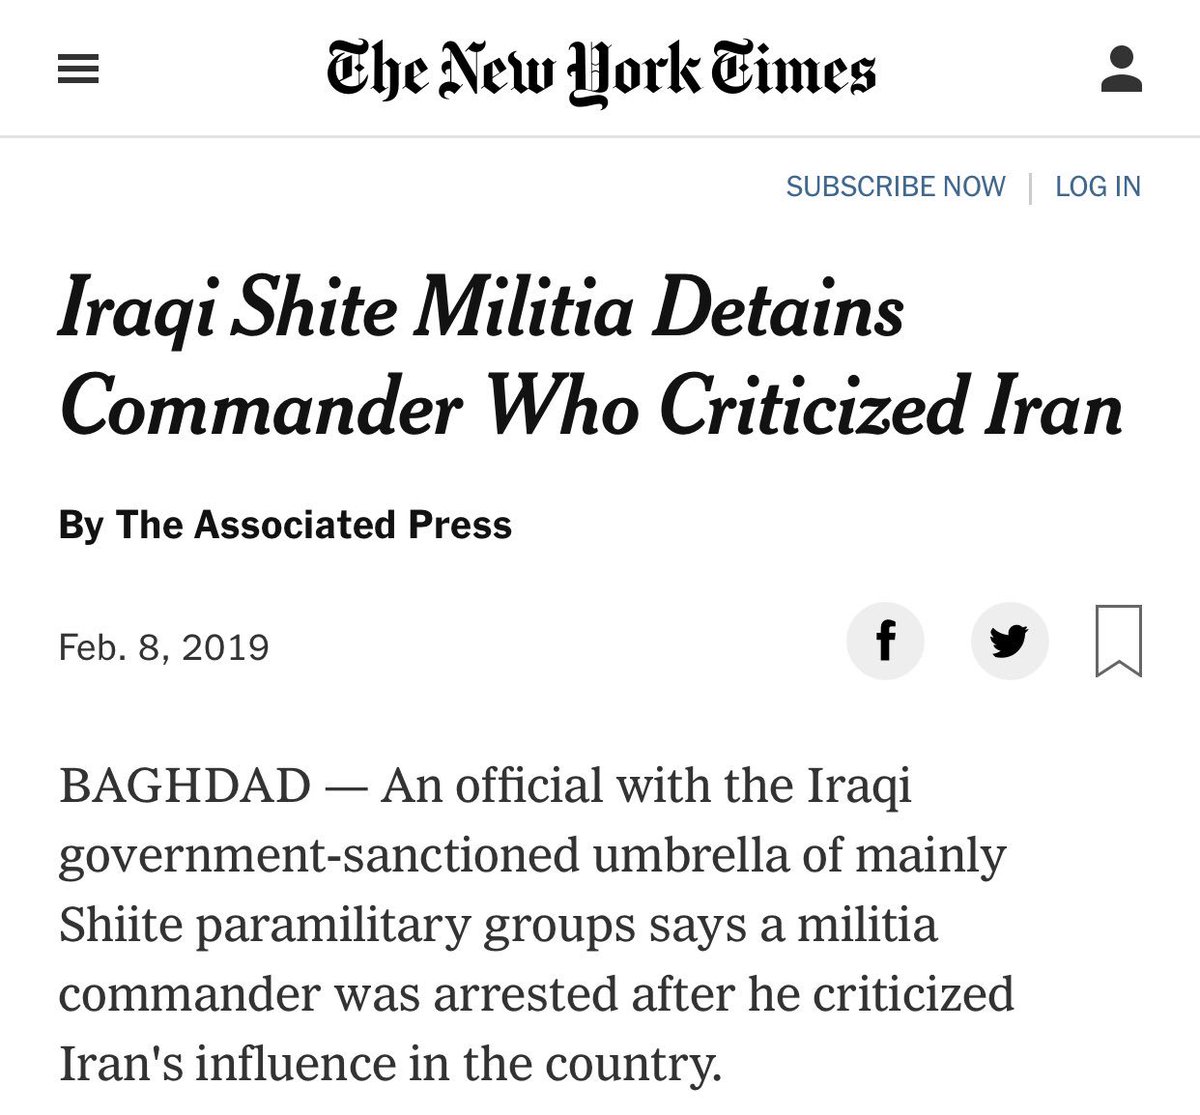 The New York Times
SUBSCRIBE NOW | LOG IN
Iraqi Shite Militia Detains
Commander Who Criticized Iran
By The Associated Press
Feb. 8, 2019
BAGHDAD — An official with the Iraqi
government-sanctioned umbrella of mainly
Shiite paramilitary groups says a militia
commander was arrested after he criticized
Iran's influence in the country.